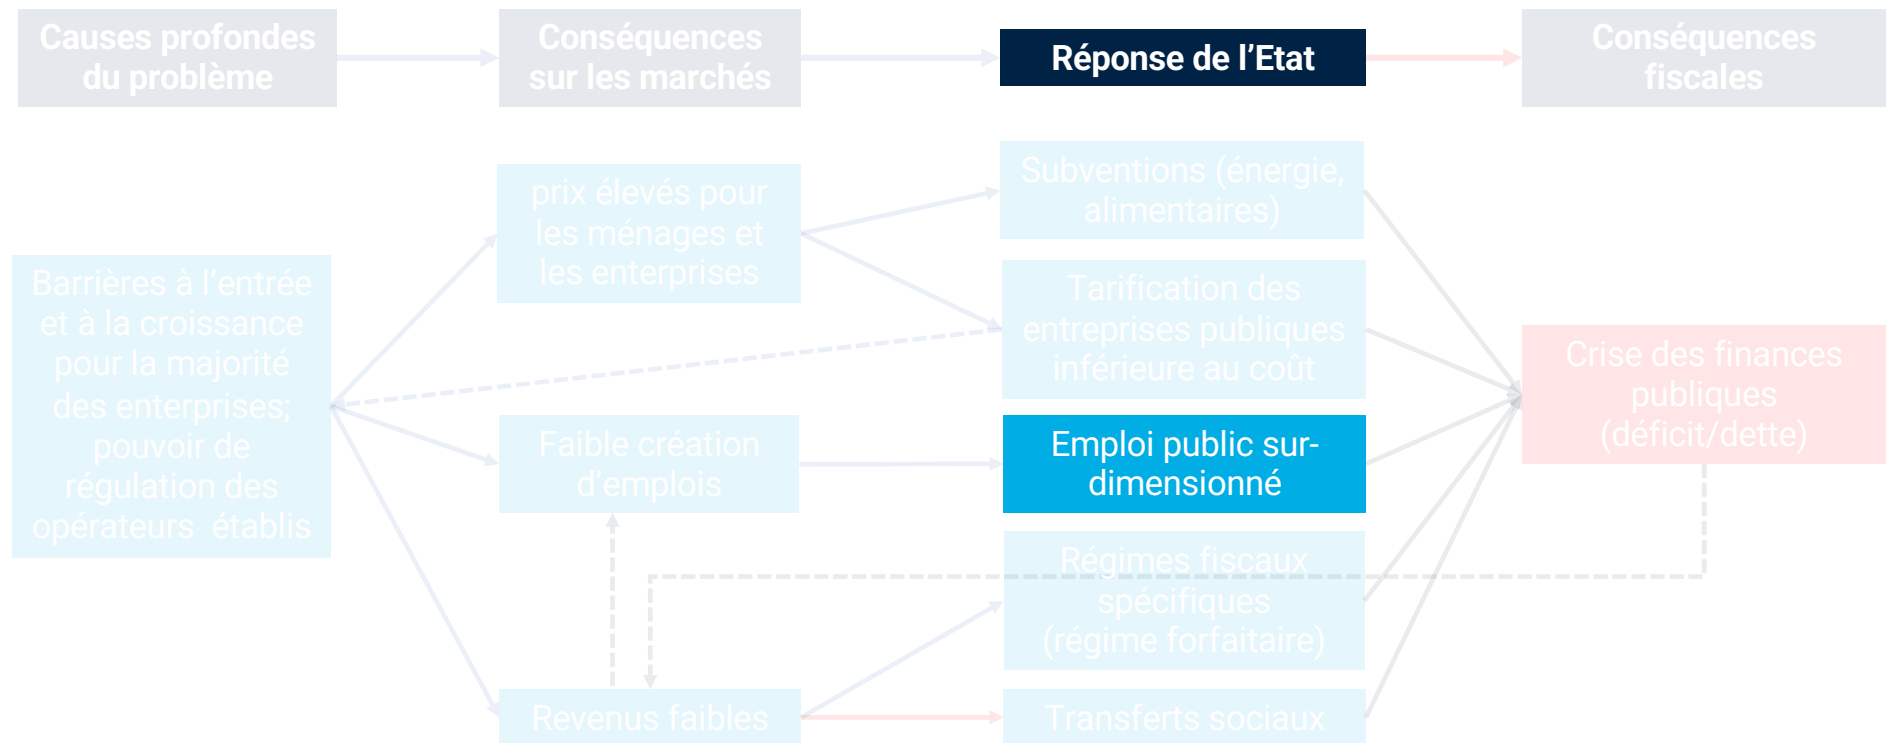 Causes profondes
du problème
Conséquences
sur les marchés
Réponse de l’Etat
Conséquences
fiscales
Barrières à l’entrée
et à la croissance
pour la majorité
des enterprises;
pouvoir de
régulation des
opérateurs  établis
prix élevés pour
les ménages et
les enterprises
Faible création
d’emplois
Revenus faibles
Subventions (énergie,
alimentaires)
Tarification des
entreprises publiques
inférieure au coût
Emploi public sur-
dimensionné
Régimes fiscaux
spécifiques
(régime forfaitaire)
Transferts sociaux
Crise des finances
publiques
(déficit/dette)